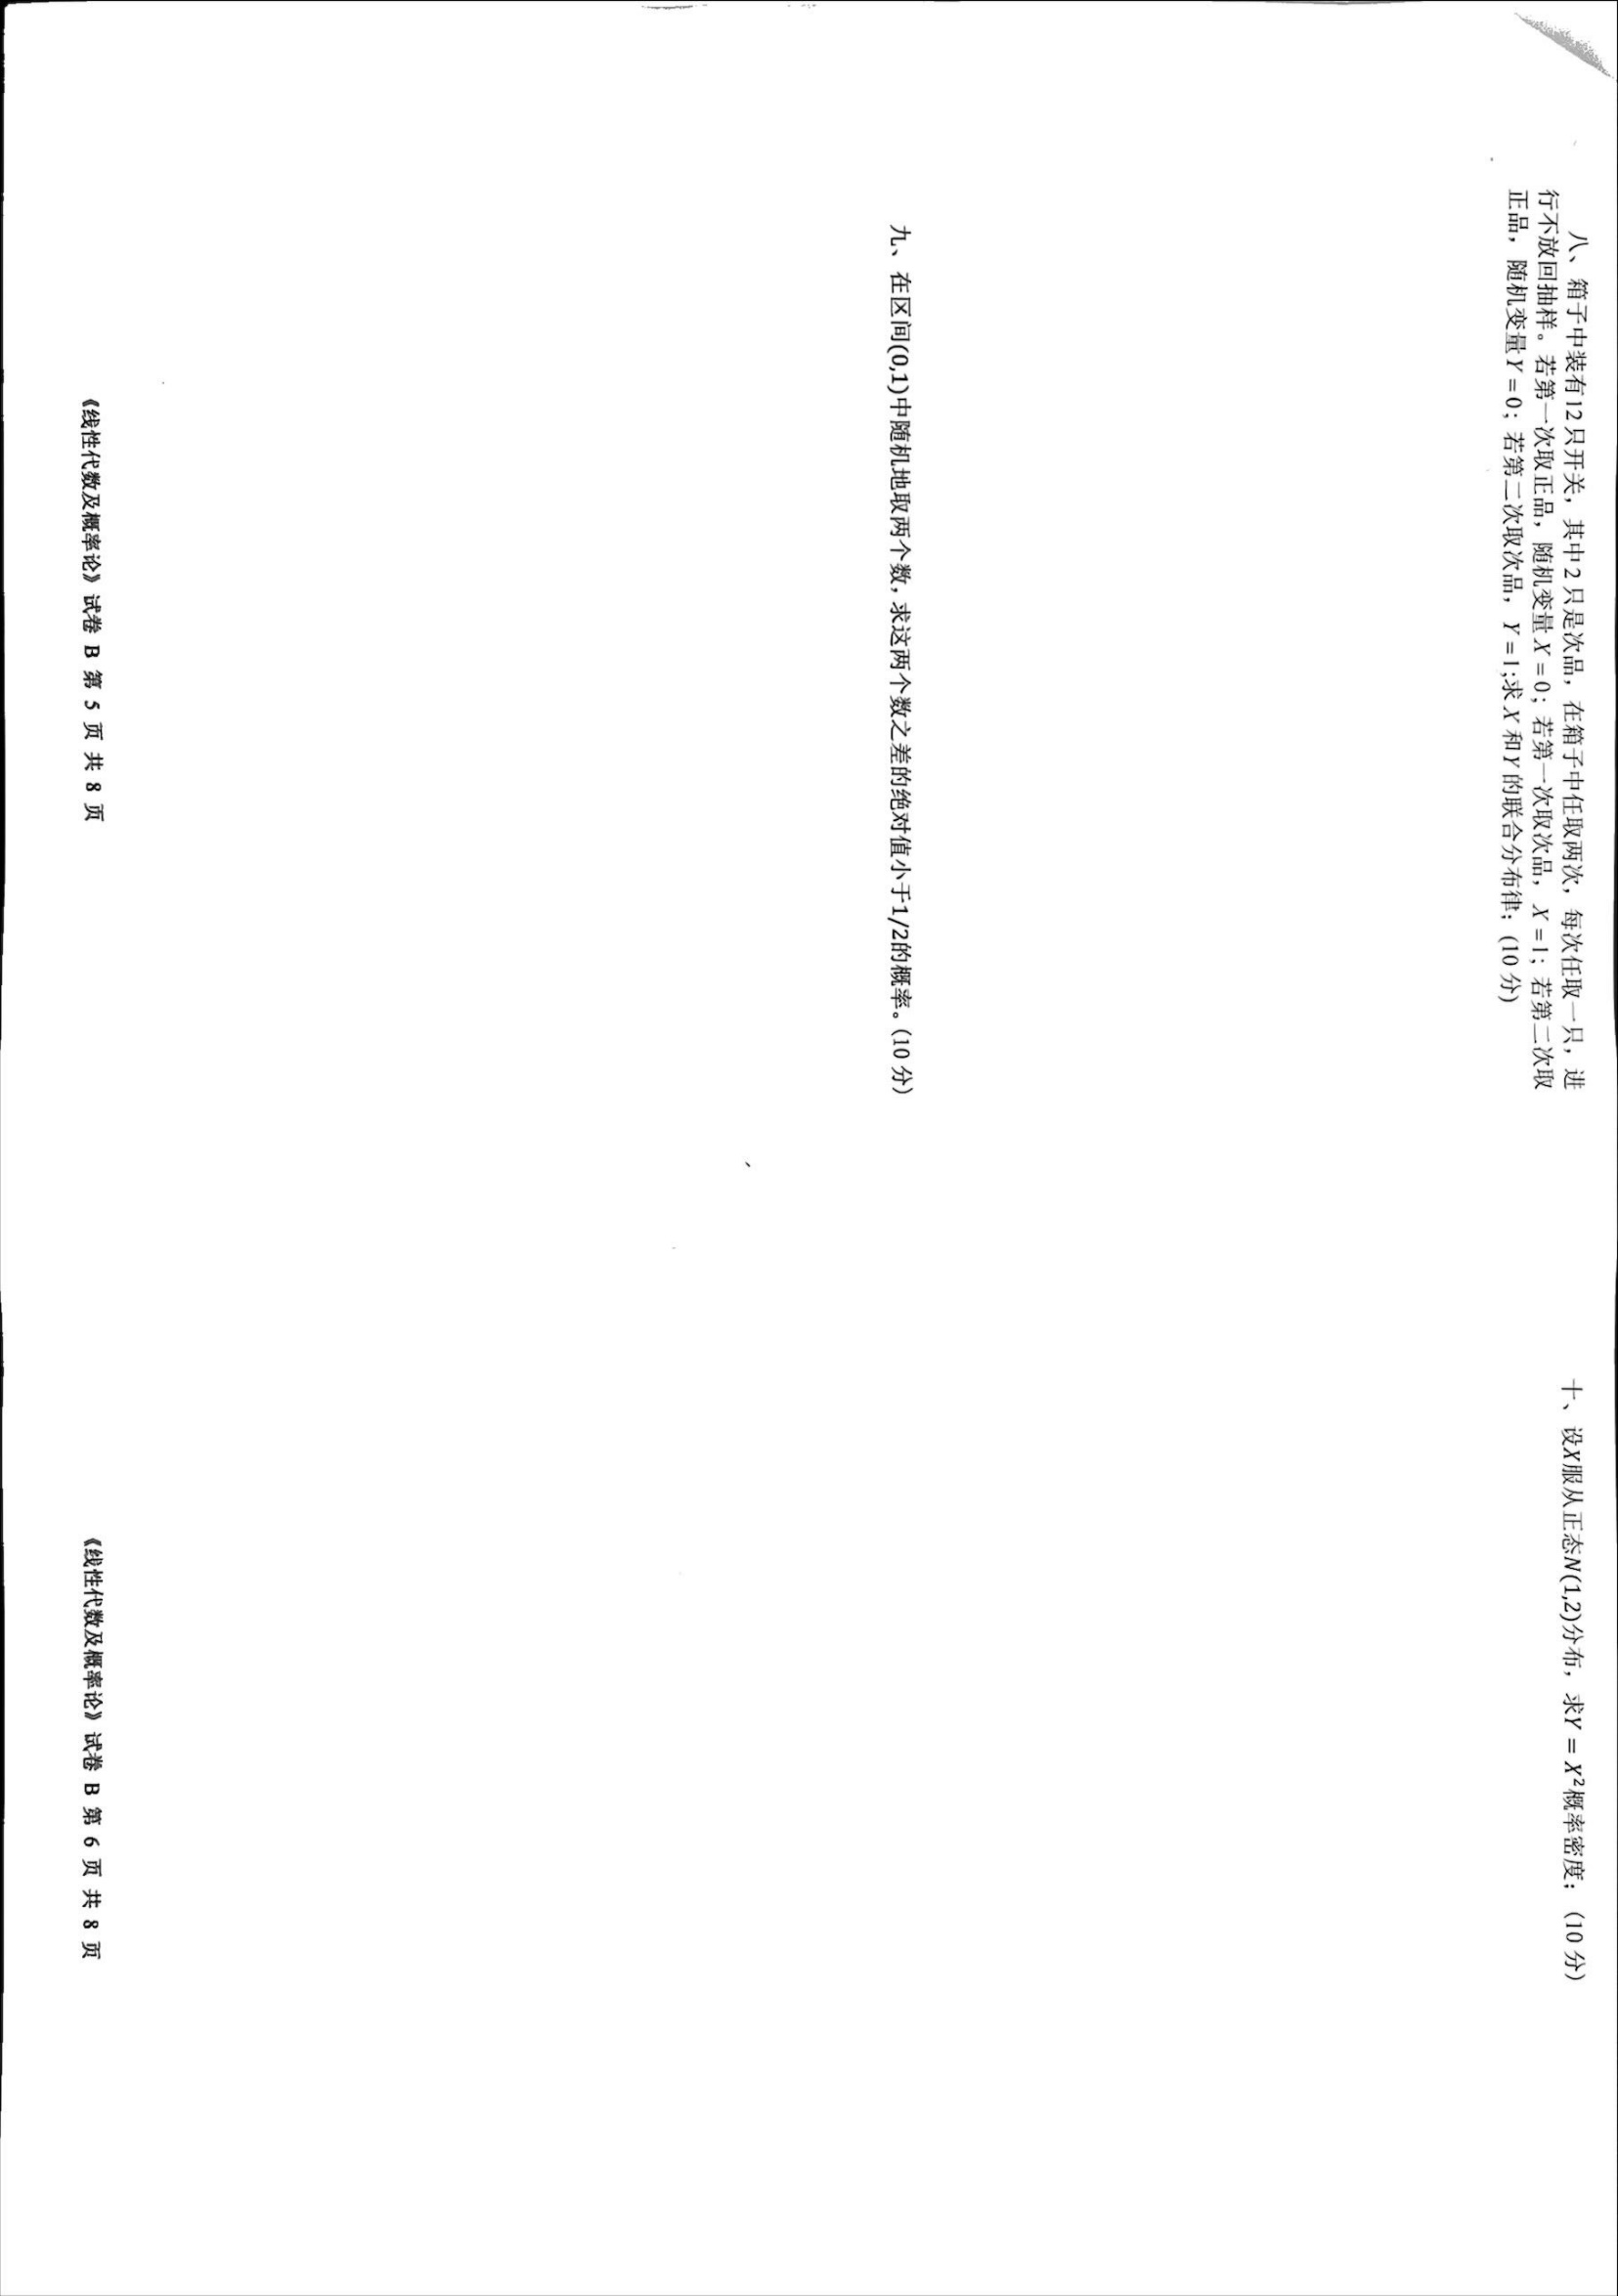 八、箱子中装有12只开关，其中2只是次品，在箱子中任取两次，每次任取一只，进
行不放回抽样。若第一次取正品，随机变量X=0；若第一次取次品，X=1；若第二次取
正品，随机变量Y=0；若第二次取次品，Y=1;求X和Y的联合分布律；(10分)
九、在区间(0,1)中随机地取两个数，求这两个数之差的绝对值小于1/2的概率。(10分)
《线性代数及概率论》试卷 B 第 5 页 共 8 页
十、设X服从正态N(1,2)分布，求Y = X²概率密度；(10分)
《线性代数及概率论》试卷 B 第 6 页 共 8 页